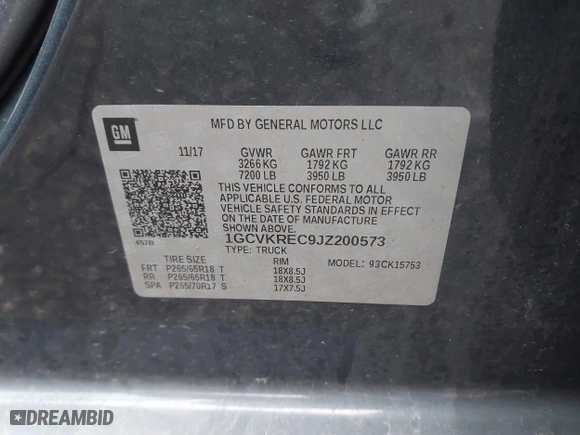 GM
MFD BY GENERAL MOTORS LLC
11/17 GVWR GAWR FRT GAWR RR
3266 KG 1792 KG 1792 KG
7200 LB 3950 LB 3950 LB
THIS VEHICLE CONFORMS TO ALL
APPLICABLE U.S. FEDERAL MOTOR
VEHICLE SAFETY STANDARDS IN EFFECT
ON THE DATE OF MANUFACTURE
SHOWN ABOVE.
1GCVKREC9JZ200573
TYPE: TRUCK
457R
MODEL: 93CK15753
TIRE SIZE RIM
FRT P265/65R18 T 18X8.5J
RR P265/65R18 T 18X8.5J
SPA P255/70R17 S 17X7.5J
DREAMBID